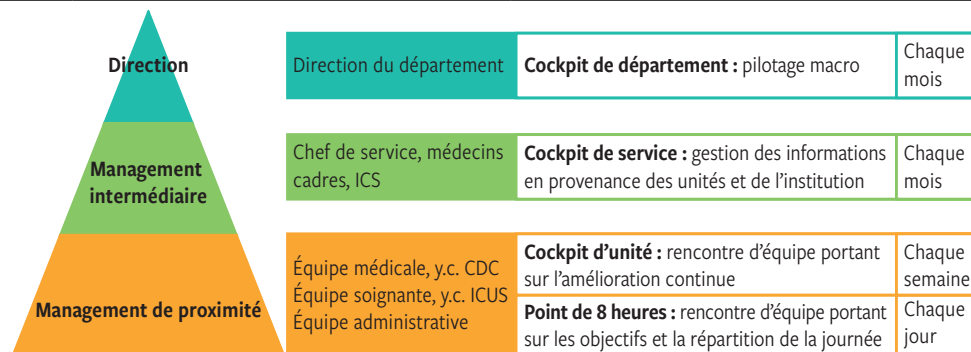 Direction
Direction du département
Cockpit de département : pilotage macro
Chaque
mois
Management
intermédiaire
Chef de service, médecins
cadres, ICS
Cockpit de service : gestion des informations
en provenance des unités et de l'institution
Chaque
mois
Management de proximité
Équipe médicale, y.c. CDC
Équipe soignante, y.c. ICUS
Équipe administrative
Cockpit d'unité : rencontre d'équipe portant
sur l'amélioration continue
Chaque
semaine
Point de 8 heures : rencontre d'équipe portant
sur les objectifs et la répartition de la journée
Chaque
jour